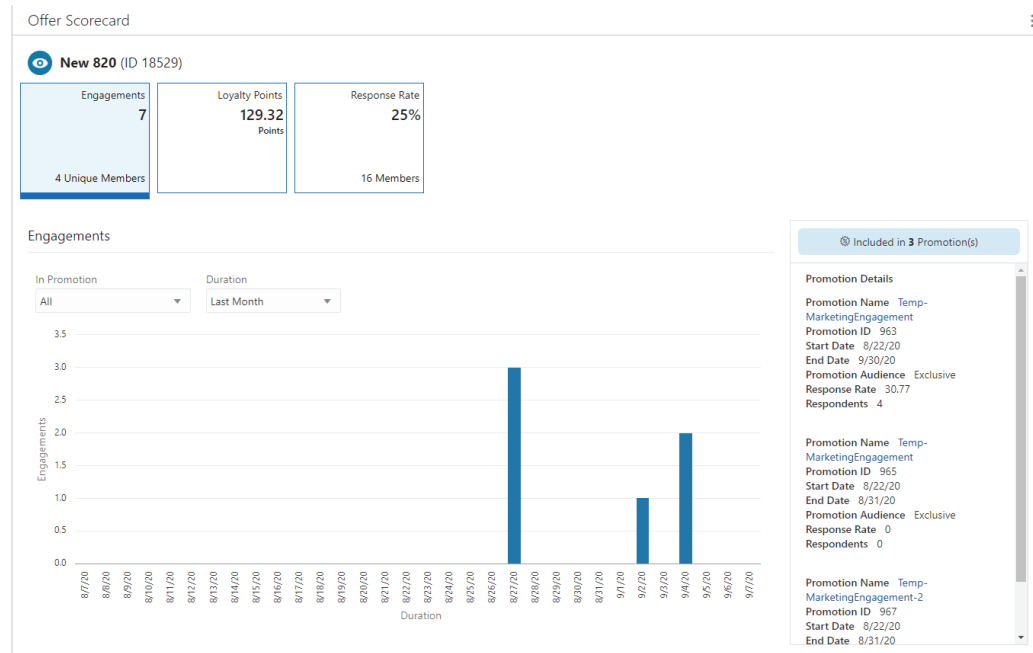 Offer Scorecard
New 820 (ID 18529)
Engagements
7
4 Unique Members
Loyalty Points
129.32
Points
Response Rate
25%
16 Members
Engagements
In Promotion
All
Duration
Last Month
3.5
3.0
2.5
2.0
1.5
1.0
0.5
0.0
Engagements
8/7/20
8/8/20
8/9/20
8/10/20
8/11/20
8/12/20
8/13/20
8/14/20
8/15/20
8/16/20
8/17/20
8/18/20
8/19/20
8/20/20
8/21/20
8/22/20
8/23/20
8/24/20
8/25/20
8/26/20
8/27/20
8/28/20
8/29/20
8/30/20
8/31/20
9/1/20
9/2/20
9/3/20
9/4/20
9/5/20
9/6/20
9/7/20
Duration
Included in 3 Promotion(s)
Promotion Details
Promotion Name Temp-
MarketingEngagement
Promotion ID 963
Start Date 8/22/20
End Date 9/30/20
Promotion Audience Exclusive
Response Rate 30.77
Respondents 4
Promotion Name Temp-
MarketingEngagement
Promotion ID 965
Start Date 8/22/20
End Date 8/31/20
Promotion Audience Exclusive
Response Rate 0
Respondents 0
Promotion Name Temp-
MarketingEngagement-2
Promotion ID 967
Start Date 8/22/20
End Date 8/31/20